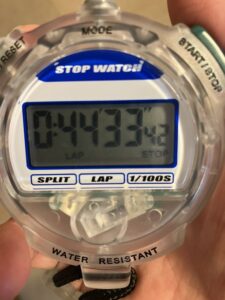 MODE
RESET
START/STOP
STOP WATCH
0:44'33"42
LAP STOP
SPLIT LAP 1/100S
WATER RESISTANT